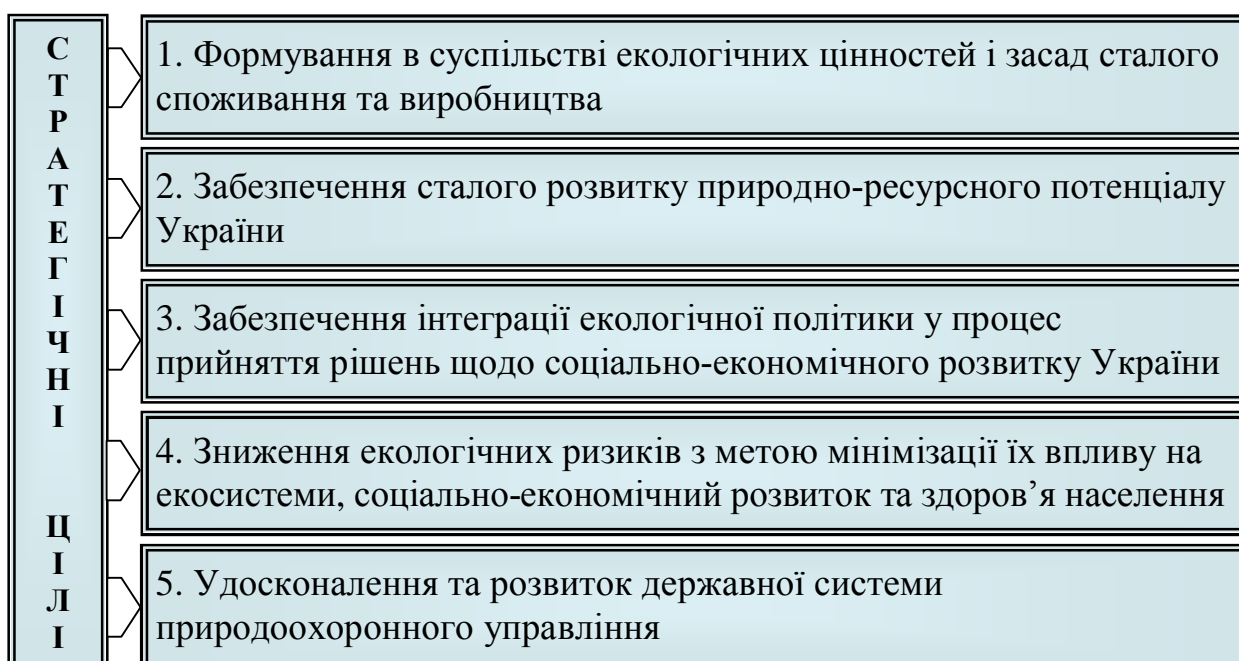 СТРАТЕГІЧНІ ЦІЛІ
1. Формування в суспільстві екологічних цінностей і засад сталого
споживання та виробництва
2. Забезпечення сталого розвитку природно-ресурсного потенціалу
України
3. Забезпечення інтеграції екологічної політики у процес
прийняття рішень щодо соціально-економічного розвитку України
4. Зниження екологічних ризиків з метою мінімізації їх впливу на
екосистеми, соціально-економічний розвиток та здоров’я населення
5. Удосконалення та розвиток державної системи
природоохоронного управління